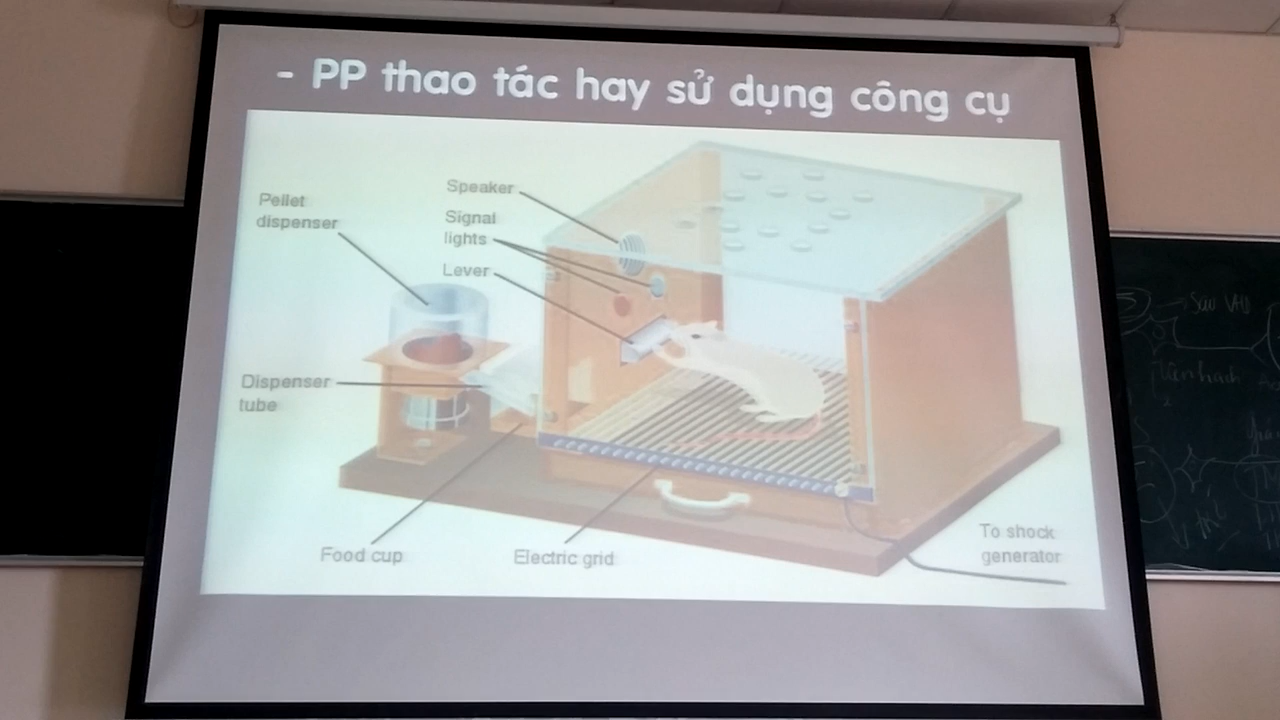 - PP thao tác hay sử dụng công cụ
Pellet
dispenser
Speaker
Signal
lights
Lever
Dispenser
tube
Food cup
Electric grid
To shock
generator